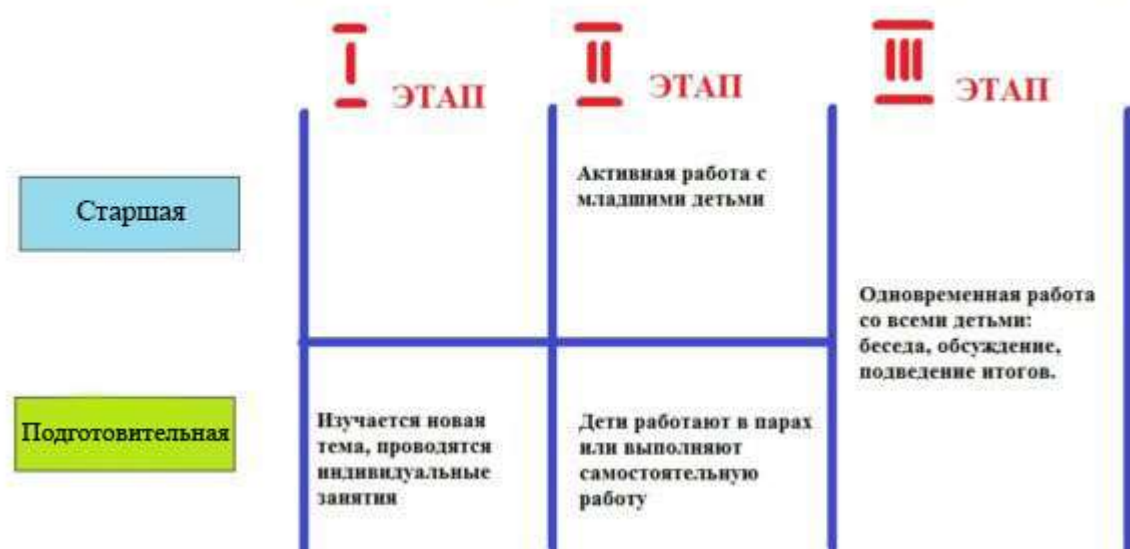 I ЭТАП
II ЭТАП
III ЭТАП
Старшая
Активная работа с
младшими детьми
Одновременная работа
со всеми детьми:
беседа, обсуждение,
подведение итогов.
Подготовительная
Изучается новая
тема, проводятся
индивидуальные
занятия
Дети работают в парах
или выполняют
самостоятельную
работу